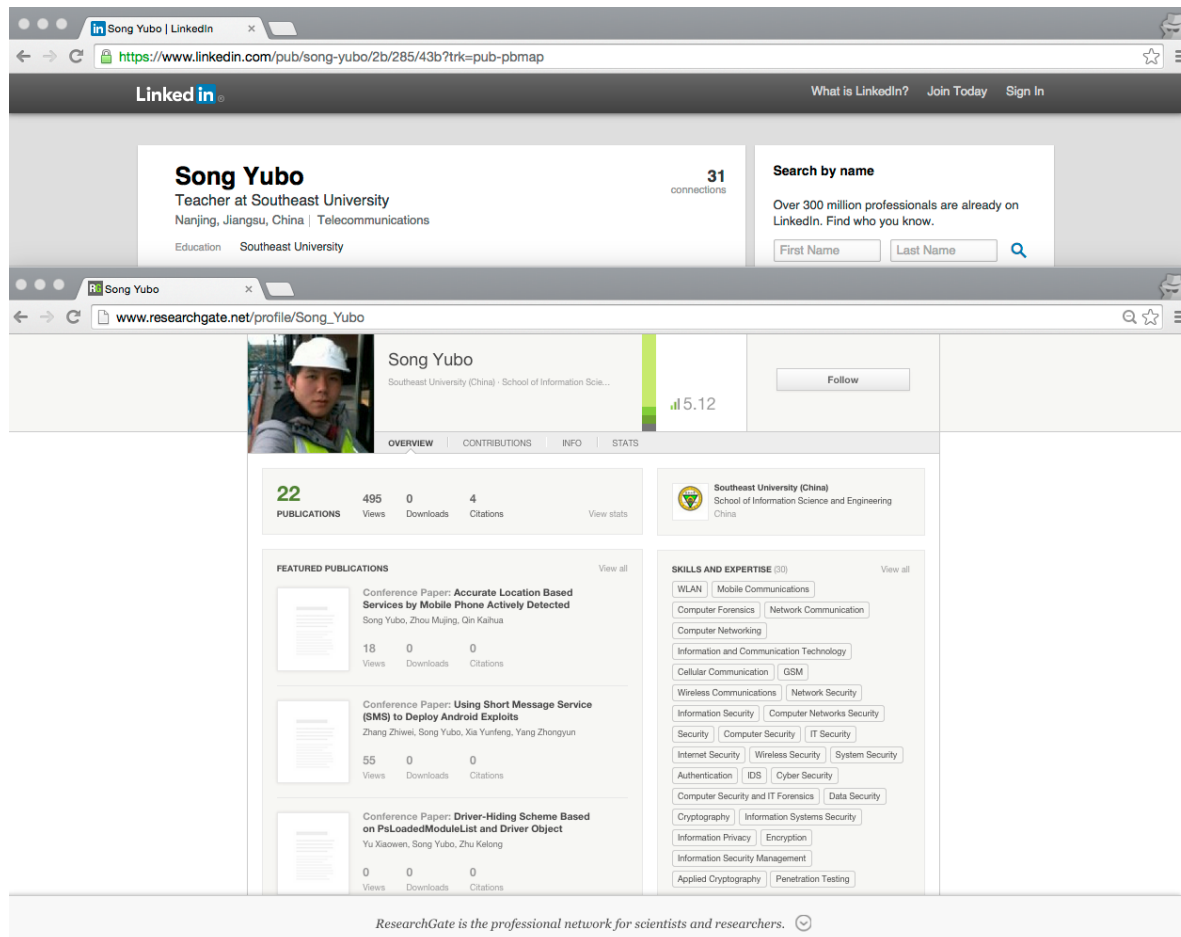 Song Yubo | LinkedIn
https://www.linkedin.com/pub/song-yubo/2b/285/43b?trk=pub-pbmap
Linked in ®
What is LinkedIn? Join Today Sign In
Song Yubo
Teacher at Southeast University
Nanjing, Jiangsu, China | Telecommunications
Education Southeast University
31
connections
Search by name
Over 300 million professionals are already on
LinkedIn. Find who you know.
First Name Last Name
RG Song Yubo
www.researchgate.net/profile/Song_Yubo
Song Yubo
Southeast University (China) · School of Information Scie...
5.12
Follow
OVERVIEW CONTRIBUTIONS INFO STATS
22 495 0 4
PUBLICATIONS Views Downloads Citations View stats
Southeast University (China)
School of Information Science and Engineering
China
FEATURED PUBLICATIONS View all
Conference Paper: Accurate Location Based
Services by Mobile Phone Actively Detected
Song Yubo, Zhou Mujing, Qin Kaihua
18 0 0
Views Downloads Citations
Conference Paper: Using Short Message Service
(SMS) to Deploy Android Exploits
Zhang Zhiwei, Song Yubo, Xia Yunfeng, Yang Zhongyun
55 0 0
Views Downloads Citations
Conference Paper: Driver-Hiding Scheme Based
on PsLoadedModuleList and Driver Object
Yu Xiaowen, Song Yubo, Zhu Kelong
0 0 0
Views Downloads Citations
SKILLS AND EXPERTISE (30) View all
WLAN Mobile Communications
Computer Forensics Network Communication
Computer Networking
Information and Communication Technology
Cellular Communication GSM
Wireless Communications Network Security
Information Security Computer Networks Security
Security Computer Security IT Security
Internet Security Wireless Security System Security
Authentication IDS Cyber Security
Computer Security and IT Forensics Data Security
Cryptography Information Systems Security
Information Privacy Encryption
Information Security Management
Applied Cryptography Penetration Testing
ResearchGate is the professional network for scientists and researchers.